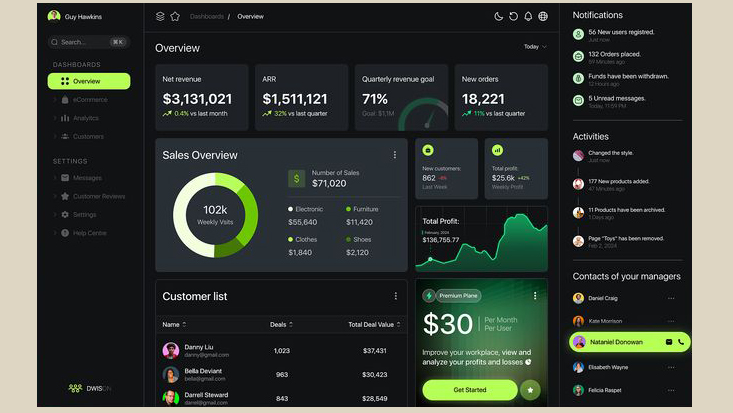 Guy Hawkins
Search...
⌘ K
DASHBOARDS
Overview
eCommerce
Analytics
Customers
SETTINGS
Messages
Customer Reviews
Settings
Help Centre
DWISON
Dashboards / Overview
Overview
Today
Net revenue
$3,131,021
0.4% vs last month
ARR
$1,511,121
32% vs last quarter
Quarterly revenue goal
71%
Goal: $1.1M
New orders
18,221
11% vs last quarter
Sales Overview
102k
Weekly Visits
Number of Sales
$71,020
Electronic
$55,640
Furniture
$11,420
Clothes
$1,840
Shoes
$2,120
New customers:
862 -4%
Last Week
Total profit:
$25.6k +42%
Weekly Profit
Total Profit:
February, 2024
$136,755.77
Customer list
Name
Deals
Total Deal Value
Danny Liu
danny@gmail.com
1,023
$37,431
Bella Deviant
bella@gmail.com
963
$30,423
Darrell Steward
darrell@gmail.com
843
$28,549
Premium Plane
$30
Per Month
Per User
Improve your workplace, view and
analyze your profits and losses
Get Started
Notifications
56 New users registered.
Just now
132 Orders placed.
59 Minutes ago
Funds have been withdrawn.
12 Hours ago
5 Unread messages.
Today, 11:59 PM
Activities
Changed the style.
Just now
177 New products added.
47 Minutes ago
11 Products have been archived.
1 Days ago
Page "Toys" has been removed.
Feb 2, 2024
Contacts of your managers
Daniel Craig
Kate Morrison
Nataniel Donowan
Elisabeth Wayne
Felicia Raspet